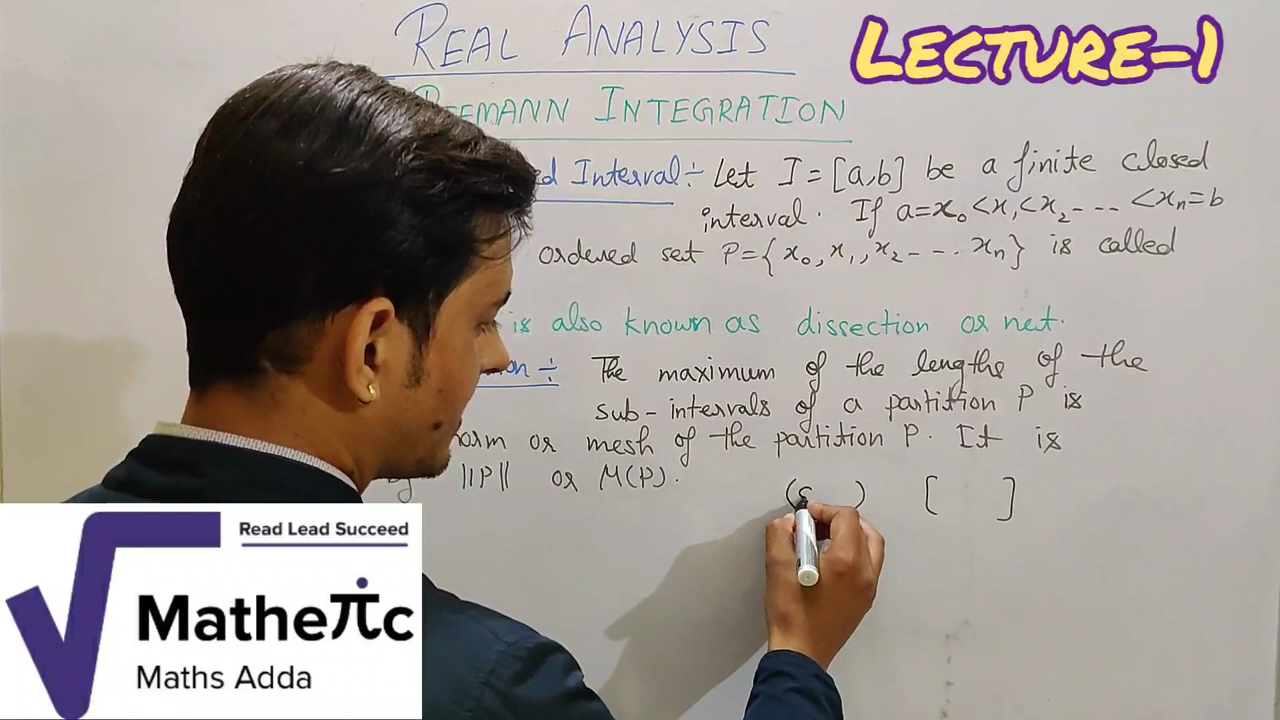 REAL ANALYSIS
LECTURE-1
REEMANN INTEGRATION
Interval:- Let I = [a,b] be a finite closed
interval. If a=x₀<x₁<x₂---- <xₙ=b
ordered set P={x₀,x₁,x₂---. xₙ} is called
is also known as dissection or net.
The maximum of the lengths of the
sub-intervals of a partition P is
or mesh of the partition P. It is
||P|| or M(P).
( ) [ ]
Read Lead Succeed
Matheπc
Maths Adda